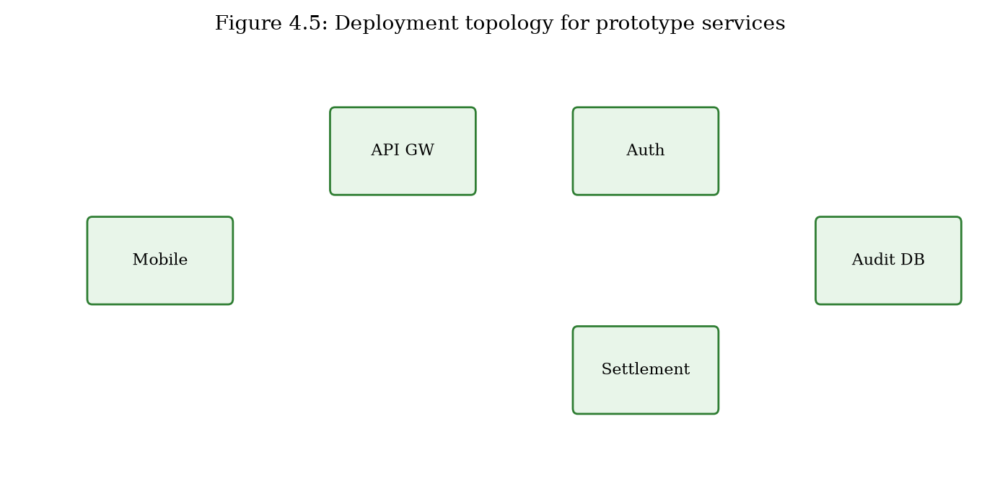 Figure 4.5: Deployment topology for prototype services
API GW
Auth
Mobile
Audit DB
Settlement